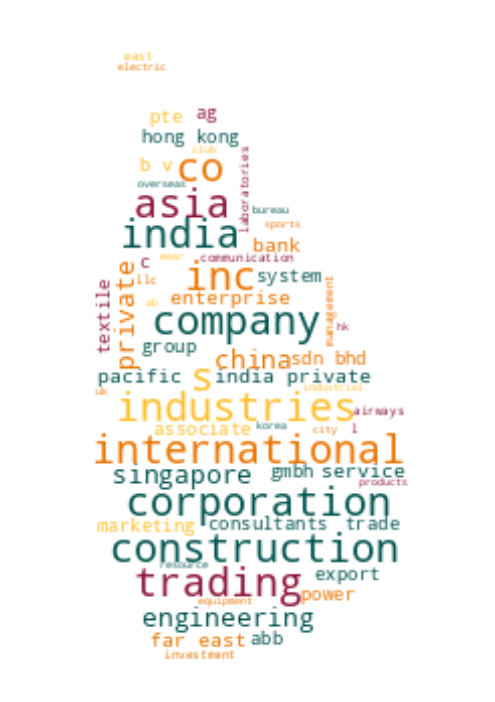 east
electric
pte ag
hong kong
club
b v co
laboratories
overseas
asia
bureau
india
sports
bank
wear
communication
c
inc system
private
llc
textile
enterprise
management
ab
company
hk
group
china sdn bhd
pacific s india private
industrial
uk
industries airways
associate korea city l
international
singapore gmbh service
products
corporation
marketing consultants trade
construction
resource
trading export
equipment power
engineering
far east abb
investment